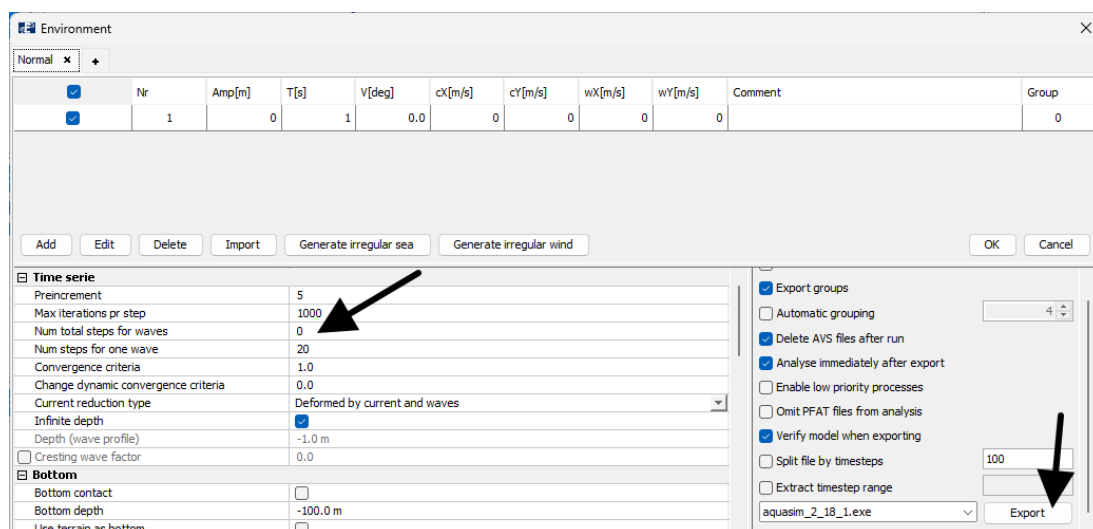 Environment
Normal
Nr Amp[m] T[s] V[deg] cX[m/s] cY[m/s] wX[m/s] wY[m/s] Comment Group
1 0 1 0.0 0 0 0 0 0
Add Edit Delete Import Generate irregular sea Generate irregular wind OK Cancel
Time serie
Preincrement 5
Max iterations pr step 1000
Num total steps for waves 0
Num steps for one wave 20
Convergence criteria 1.0
Change dynamic convergence criteria 0.0
Current reduction type Deformed by current and waves
Infinite depth
Depth (wave profile) -1.0 m
Cresting wave factor 0.0
Bottom
Bottom contact
Bottom depth -100.0 m
Use terrain as bottom
Export groups
Automatic grouping 4
Delete AVS files after run
Analyse immediately after export
Enable low priority processes
Omit PFAT files from analysis
Verify model when exporting
Split file by timesteps 100
Extract timestep range
aquasim_2_18_1.exe Export